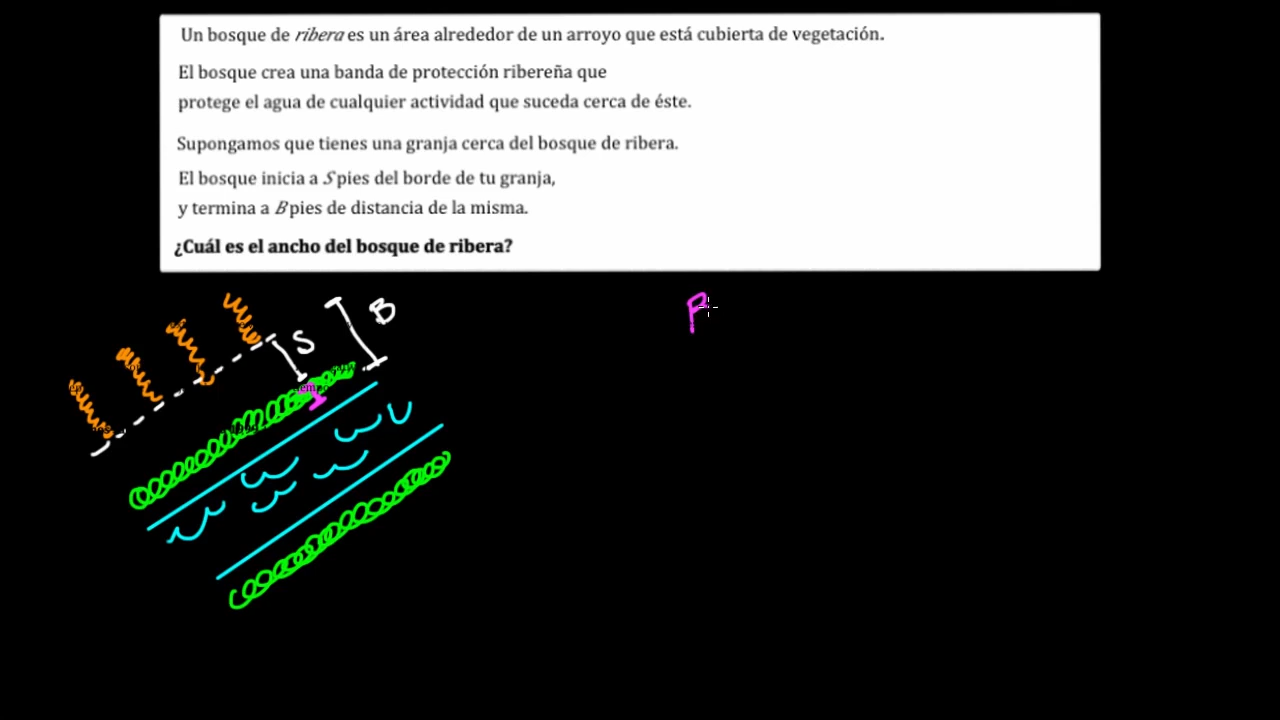 Un bosque de ribera es un área alrededor de un arroyo que está cubierta de vegetación.
El bosque crea una banda de protección ribereña que
protege el agua de cualquier actividad que suceda cerca de éste.
Supongamos que tienes una granja cerca del bosque de ribera.
El bosque inicia a S pies del borde de tu granja,
y termina a B pies de distancia de la misma.
¿Cuál es el ancho del bosque de ribera?
S
B